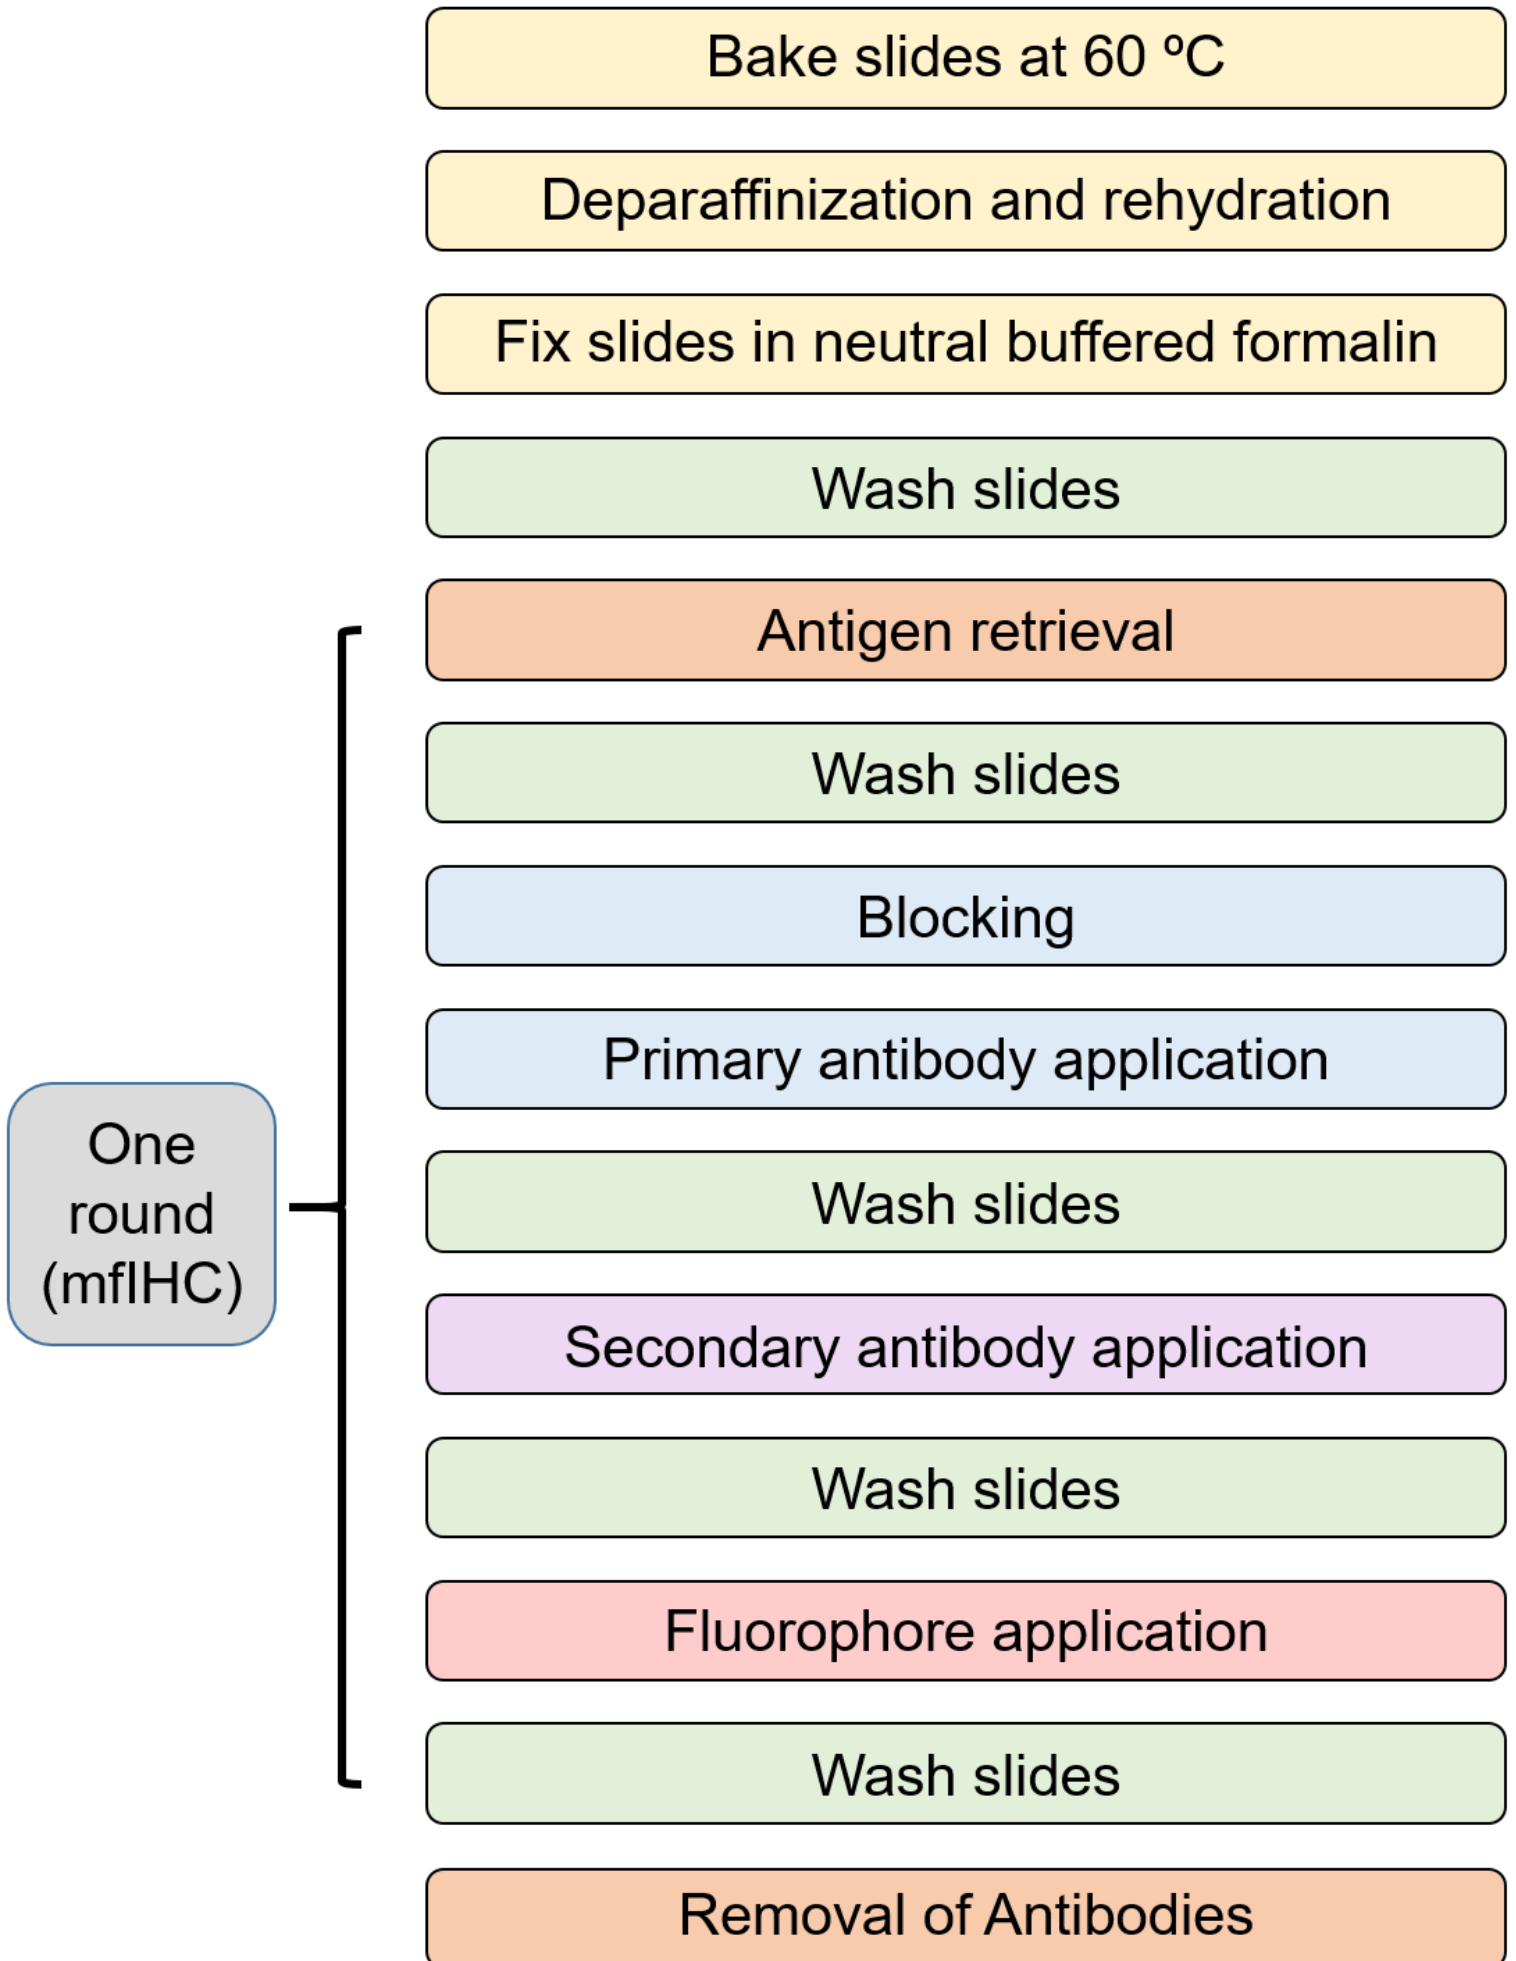 Bake slides at 60 ºC
Deparaffinization and rehydration
Fix slides in neutral buffered formalin
Wash slides
Antigen retrieval
Wash slides
Blocking
Primary antibody application
Wash slides
Secondary antibody application
Wash slides
Fluorophore application
Wash slides
Removal of Antibodies
One
round
(mfIHC)